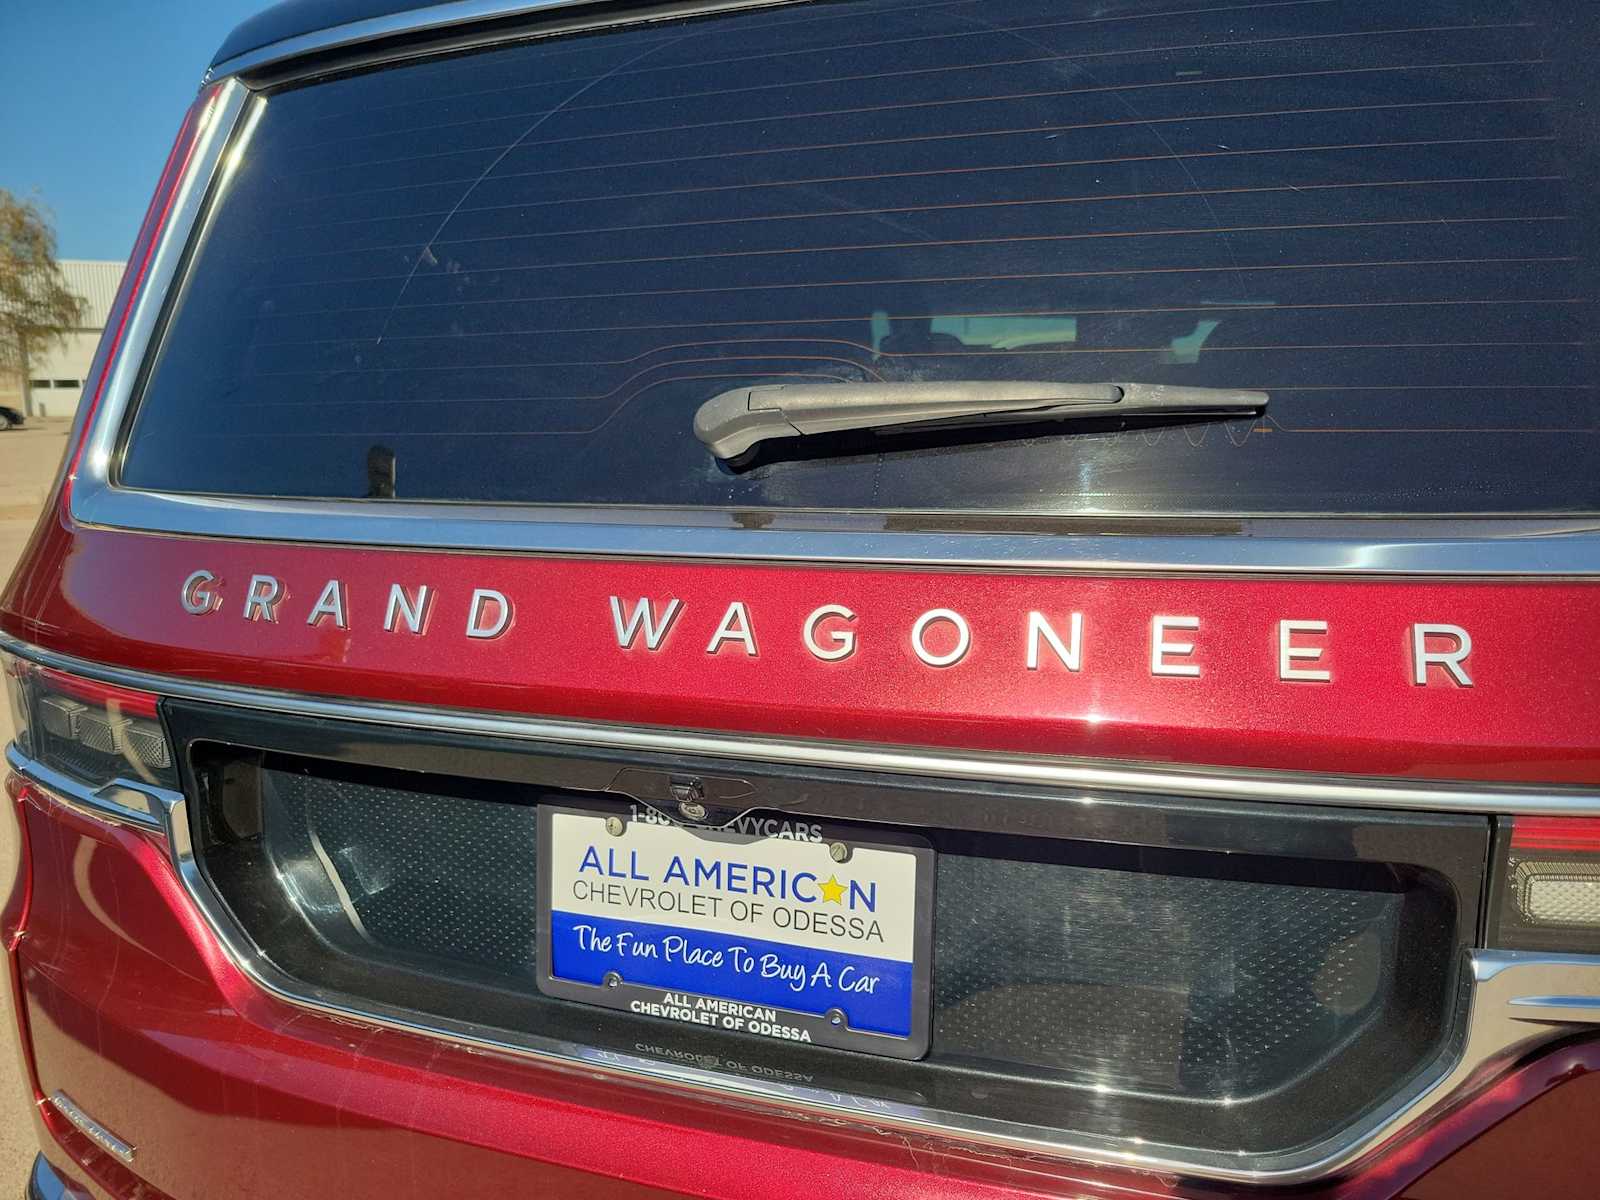 GRAND WAGONEER
ALL AMERICAN
CHEVROLET OF ODESSA
The Fun Place To Buy A Car
ALL AMERICAN
CHEVROLET OF ODESSA